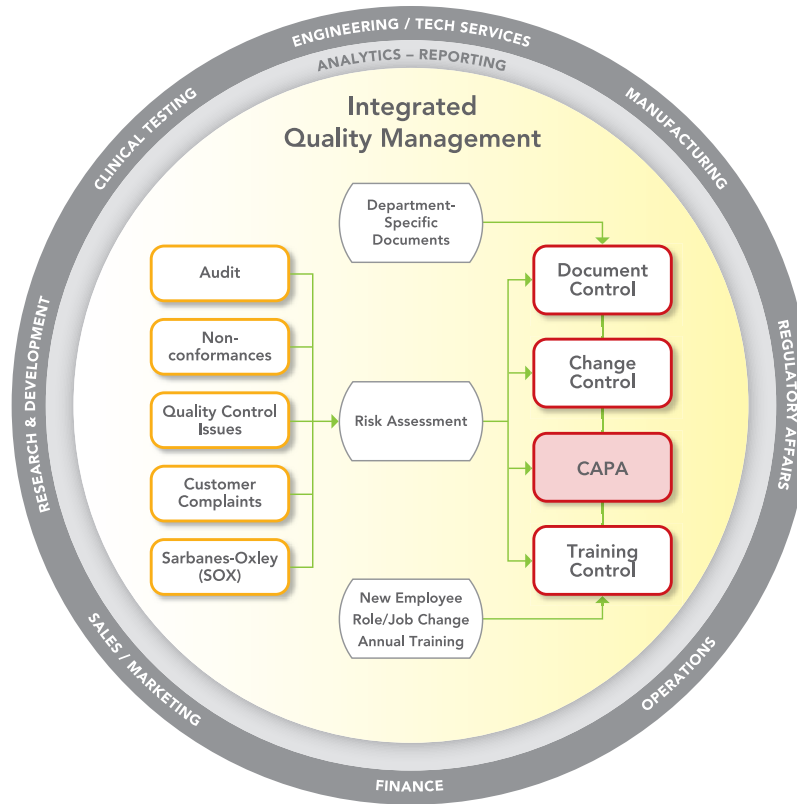 ENGINEERING / TECH SERVICES
ANALYTICS – REPORTING
CLINICAL TESTING
MANUFACTURING
Integrated
Quality Management
Department-
Specific
Documents
Audit
Document
Control
Non-
conformances
Change
Control
RESEARCH & DEVELOPMENT
REGULATORY AFFAIRS
Quality Control
Issues
Risk Assessment
CAPA
Customer
Complaints
Sarbanes-Oxley
(SOX)
Training
Control
New Employee
Role/Job Change
Annual Training
SALES / MARKETING
OPERATIONS
FINANCE